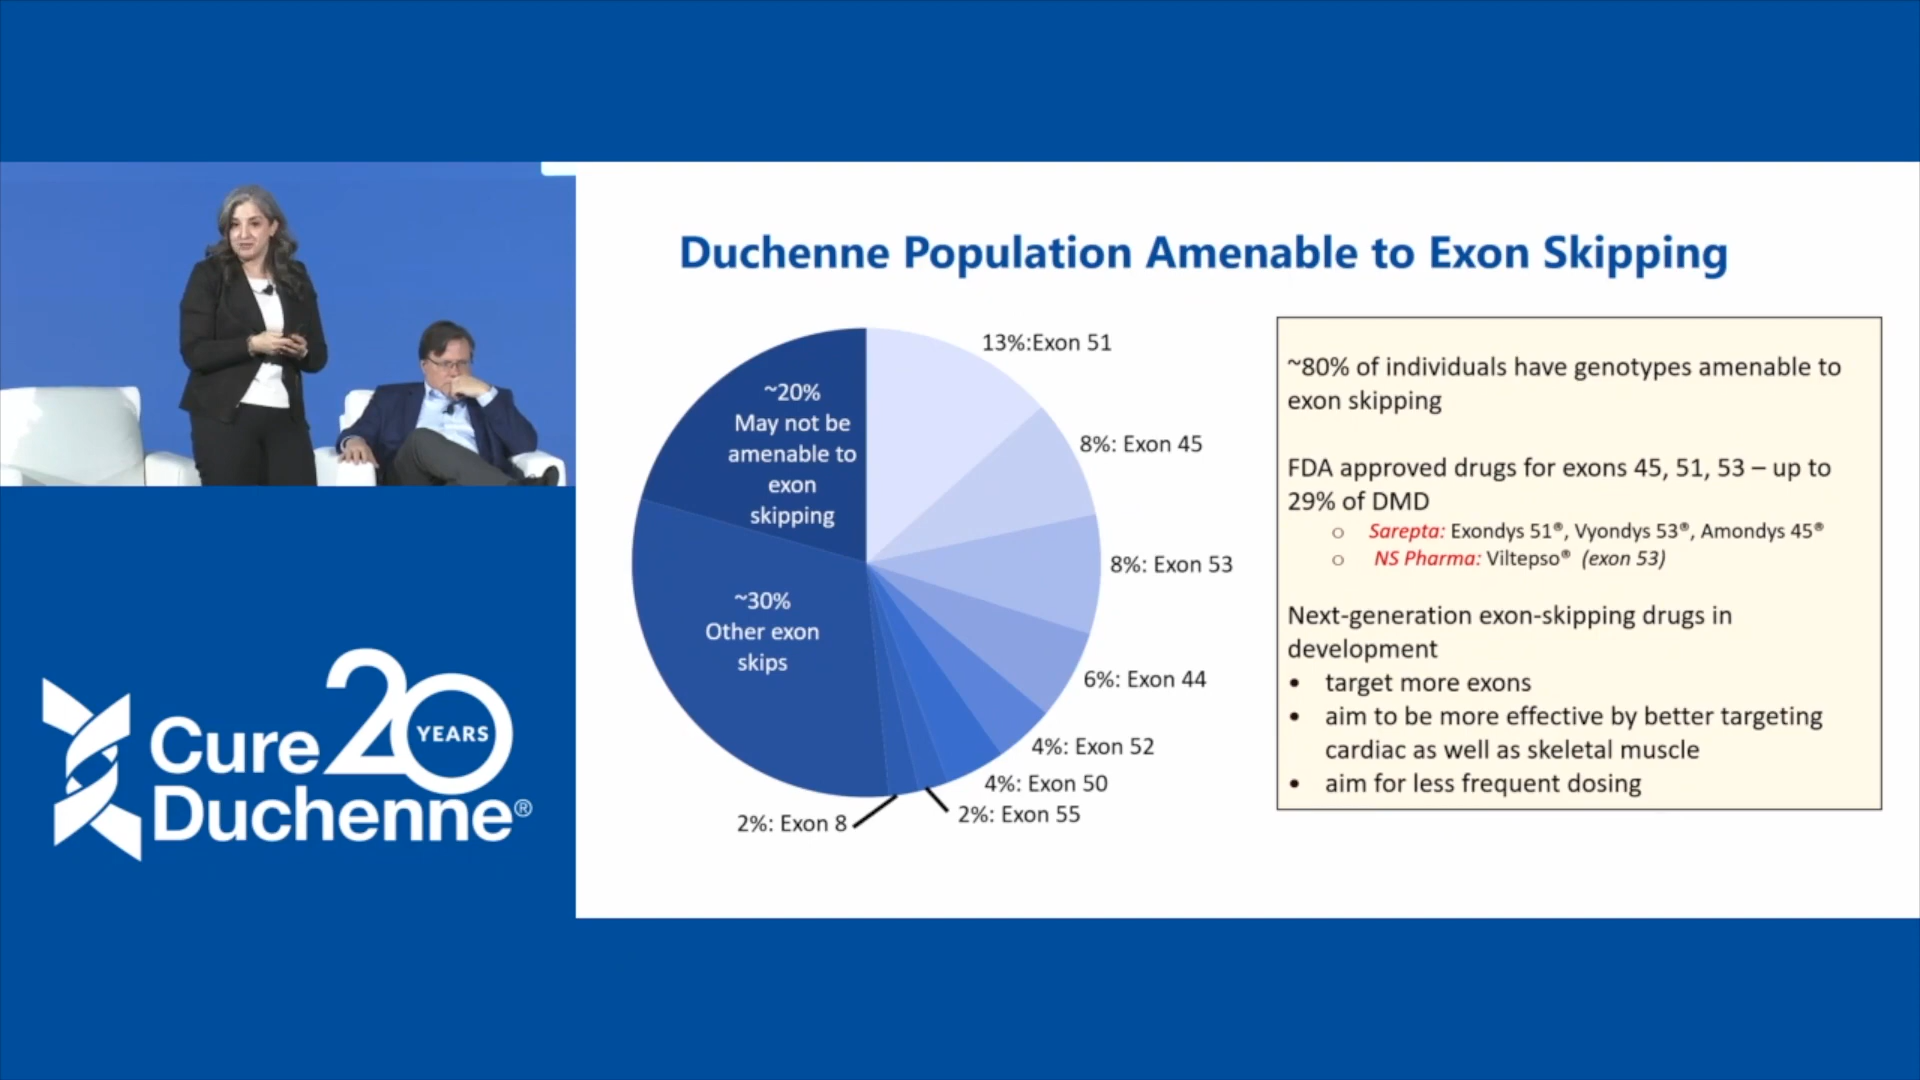 Duchenne Population Amenable to Exon Skipping
~20%
May not be
amenable to
exon
skipping
13%:Exon 51
8%: Exon 45
8%: Exon 53
6%: Exon 44
4%: Exon 52
4%: Exon 50
2%: Exon 55
2%: Exon 8
~30%
Other exon
skips
~80% of individuals have genotypes amenable to
exon skipping
FDA approved drugs for exons 45, 51, 53 – up to
29% of DMD
o Sarepta: Exondys 51®, Vyondys 53®, Amondys 45®
o NS Pharma: Viltepso® (exon 53)
Next-generation exon-skipping drugs in
development
• target more exons
• aim to be more effective by better targeting
cardiac as well as skeletal muscle
• aim for less frequent dosing
20
YEARS
Cure
Duchenne®